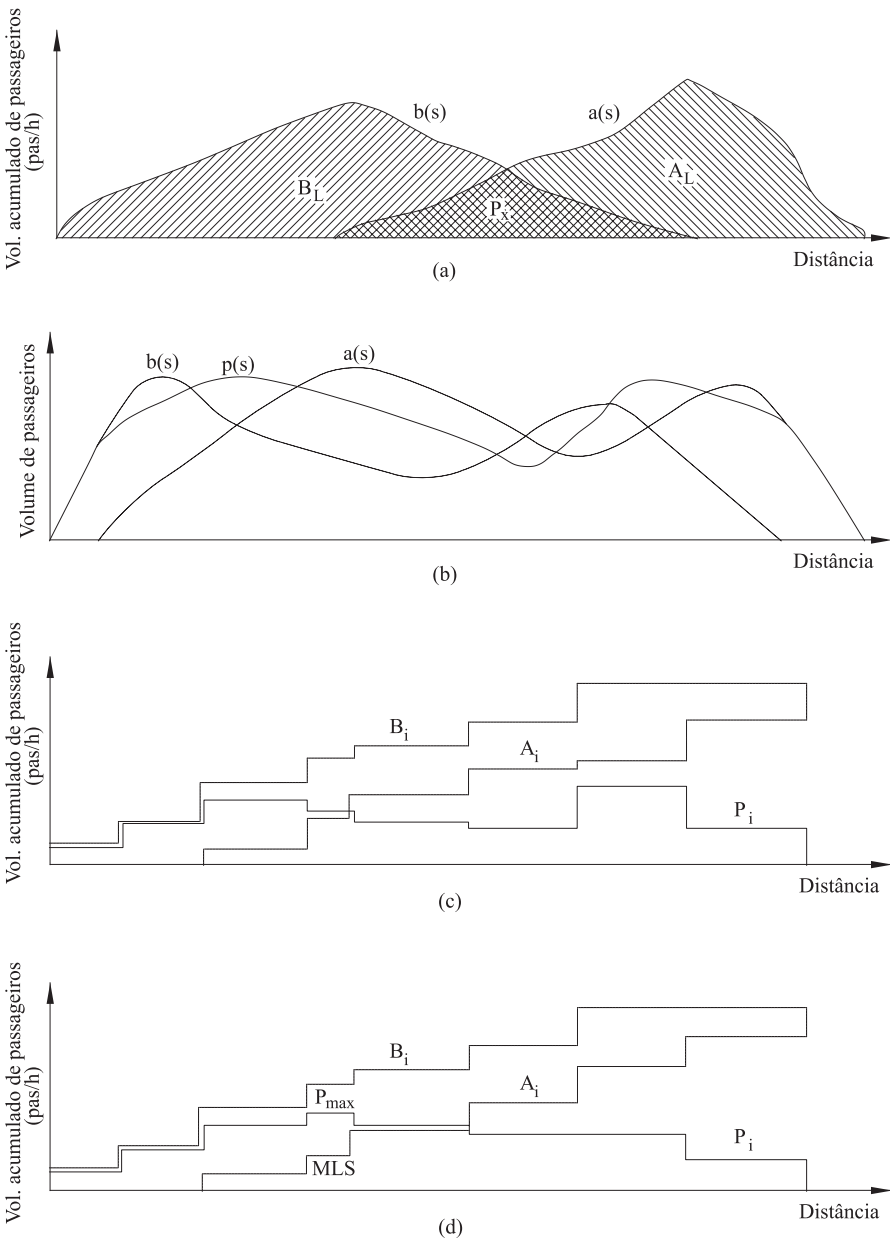 Vol. acumulado de passageiros
(pas/h)
b(s)
a(s)
B_L
A_L
P_x
Distância
(a)
Volume de passageiros
b(s)
p(s)
a(s)
Distância
(b)
Vol. acumulado de passageiros
(pas/h)
B_i
A_i
P_i
Distância
(c)
Vol. acumulado de passageiros
(pas/h)
B_i
P_max
A_i
MLS
P_i
Distância
(d)